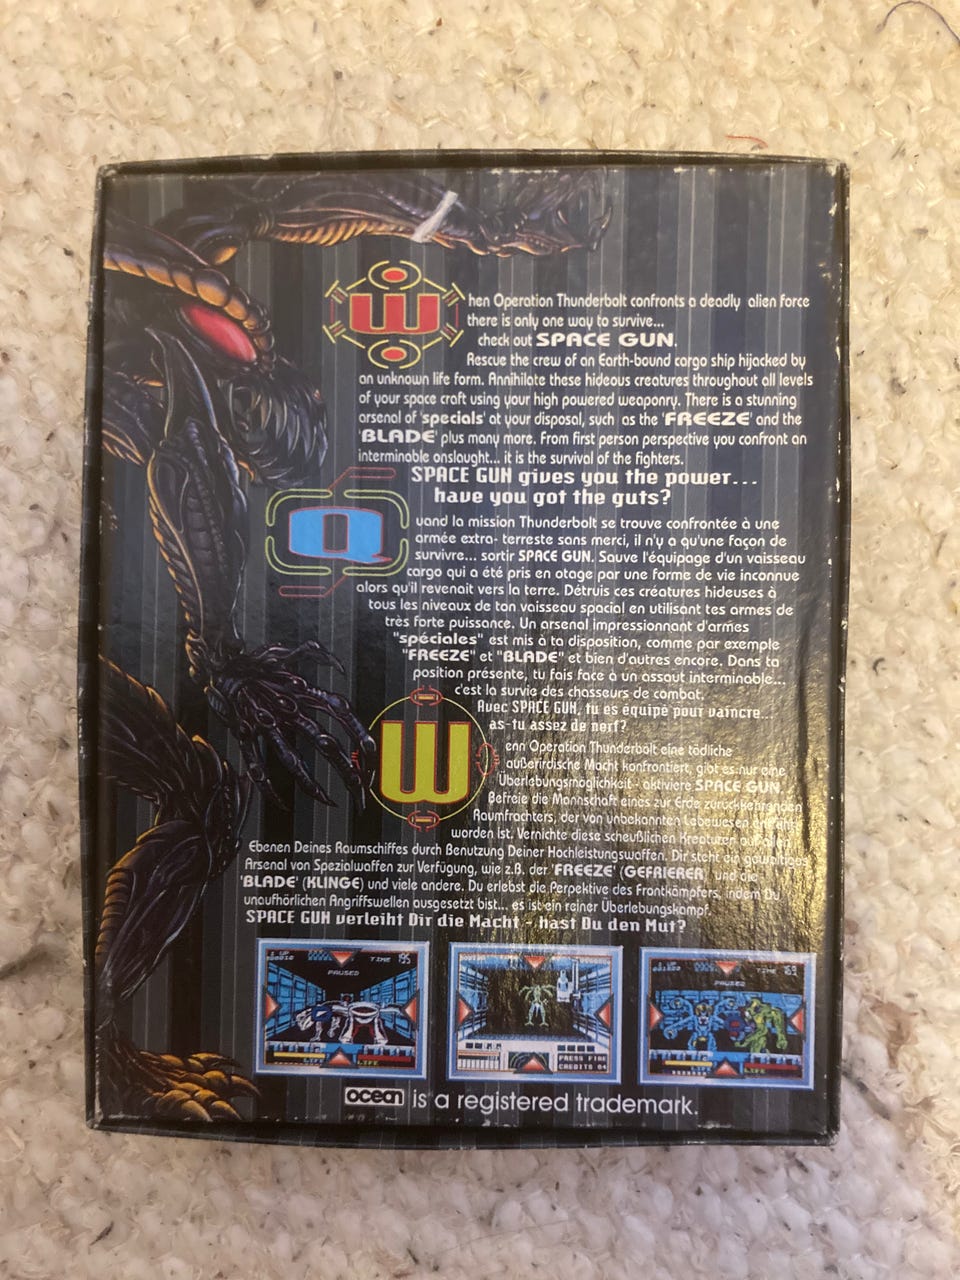 When Operation Thunderbolt confronts a deadly alien force
there is only one way to survive...
check out SPACE GUN.
Rescue the crew of an Earth-bound cargo ship hijacked by
an unknown life form. Annihilate these hideous creatures throughout all levels
of your space craft using your high powered weaponry. There is a stunning
arsenal of 'specials' at your disposal, such as the 'FREEZE' and the
'BLADE' plus many more. From first person perspective you confront an
interminable onslaught... it is the survival of the fighters.
SPACE GUN gives you the power...
have you got the guts?
Quand la mission Thunderbolt se trouve confrontée à une
armée extra- terreste sans merci, il n'y a qu'une façon de
survivre... sortir SPACE GUN. Sauve l'équipage d'un vaisseau
cargo qui a été pris en otage par une forme de vie inconnue
alors qu'il revenait vers la terre. Détruis ces créatures hideuses à
tous les niveaux de ton vaisseau spacial en utilisant tes armes de
très forte puissance. Un arsenal impressionnant d'armes
"spéciales" est mis à ta disposition, comme par exemple
"FREEZE" et "BLADE" et bien d'autres encore. Dans ta
position présente, tu fais face à un assaut interminable...
c'est la survie des chasseurs de combat.
Avec SPACE GUN, tu es équipé pour vaincre...
as-tu assez de nerf?
Wenn Operation Thunderbolt eine tödliche
außerirdische Macht konfrontiert, gibt es nur eine
Überlebungsmöglichkeit - aktiviere SPACE GUN.
Befreie die Mannschaft eines zur Erde zurückkehrenden
Raumfrachters, der von unbekannten Lebewesen
worden ist. Vernichte diese scheußlichen Kreaturen auf allen
Ebenen Deines Raumschiffes durch Benutzung Deiner Hochleistungswaffen. Dir steht ein gewaltiges
Arsenal von Spezialwaffen zur Verfügung, wie z.B. der 'FREEZE' (GEFRIERER) und die
'BLADE' (KLINGE) und viele andere. Du erlebst die Perpektive des Frontkämpfers, indem Du
unaufhörlichen Angriffswellen ausgesetzt bist... es ist ein reiner Überlebungskampf.
SPACE GUN verleiht Dir die Macht - hast Du den Mut?
1 UP
TIME 195
PAUSED
LIFE
PRESS FIRE
CREDITS 04
TIME
PAUSED
LIFE
LIFE
ocean is a registered trademark.